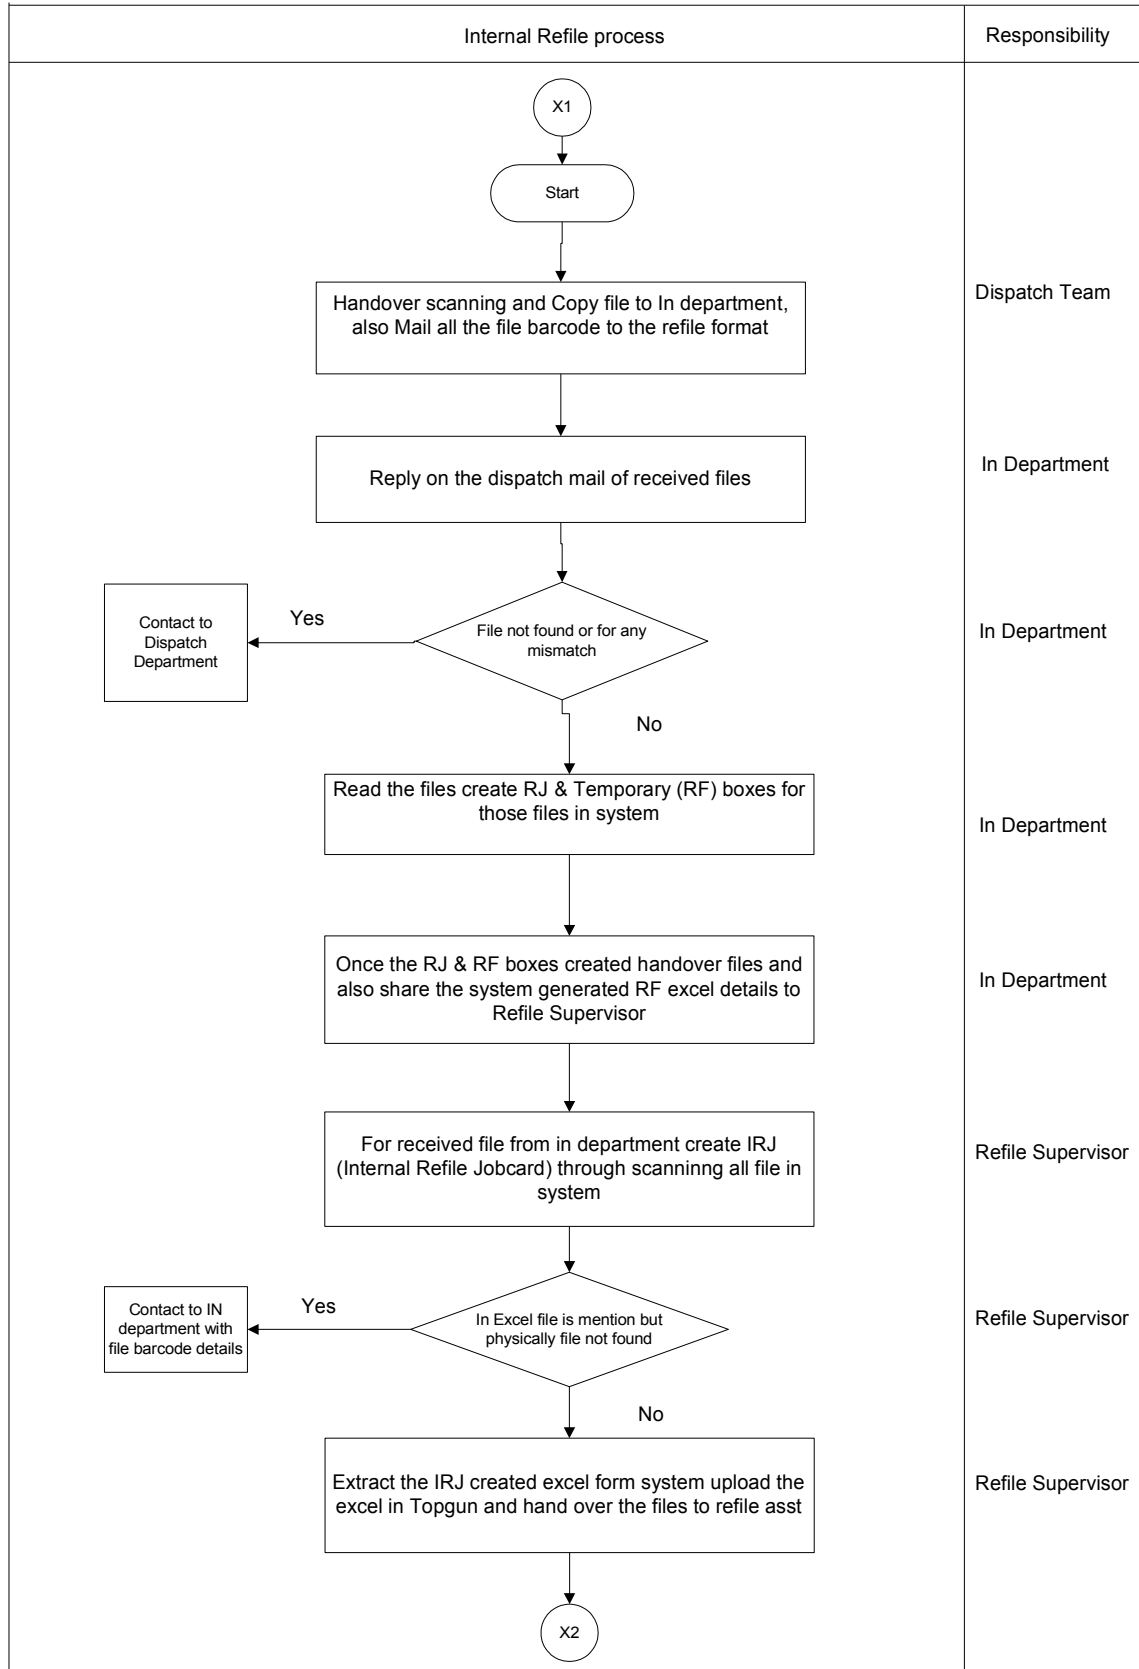 Internal Refile process
Responsibility
X1
Start
Handover scanning and Copy file to In department,
also Mail all the file barcode to the refile format
Dispatch Team
Reply on the dispatch mail of received files
In Department
Contact to
Dispatch
Department
Yes
File not found or for any
mismatch
In Department
No
Read the files create RJ & Temporary (RF) boxes for
those files in system
In Department
Once the RJ & RF boxes created handover files and
also share the system generated RF excel details to
Refile Supervisor
In Department
For received file from in department create IRJ
(Internal Refile Jobcard) through scanninng all file in
system
Refile Supervisor
Contact to IN
department with
file barcode details
Yes
In Excel file is mention but
physically file not found
Refile Supervisor
No
Extract the IRJ created excel form system upload the
excel in Topgun and hand over the files to refile asst
Refile Supervisor
X2